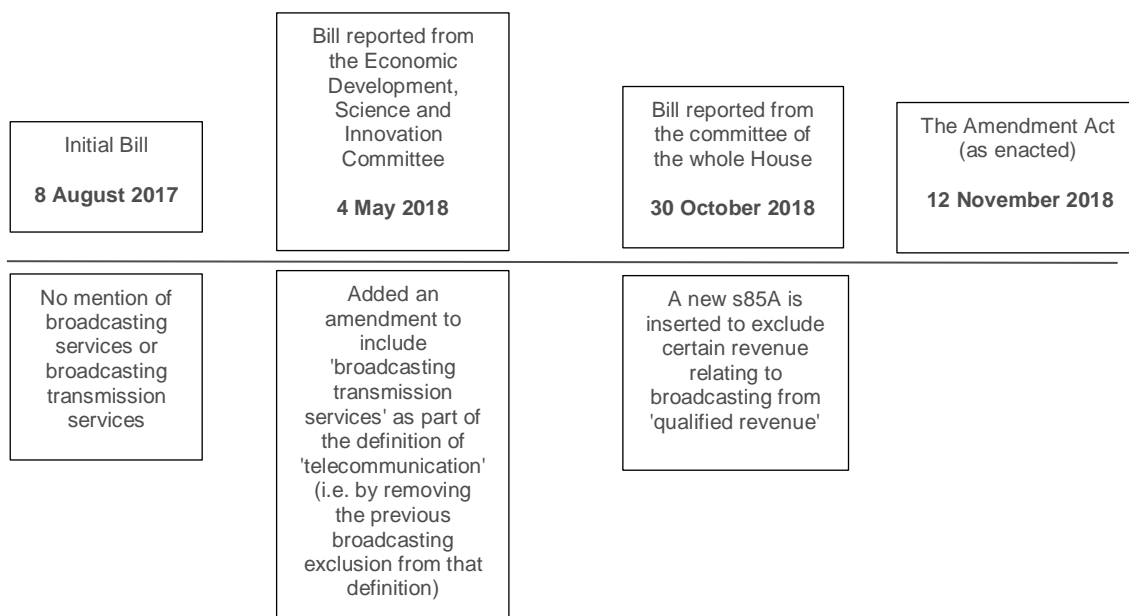 Initial Bill
8 August 2017
Bill reported from
the Economic
Development,
Science and
Innovation
Committee
4 May 2018
Bill reported from
the committee of
the whole House
30 October 2018
The Amendment Act
(as enacted)
12 November 2018
No mention of
broadcasting
services or
broadcasting
transmission
services
Added an
amendment to
include
'broadcasting
transmission
services' as part of
the definition of
'telecommunication'
(i.e. by removing
the previous
broadcasting
exclusion from that
definition)
A new s85A is
inserted to exclude
certain revenue
relating to
broadcasting from
'qualified revenue'